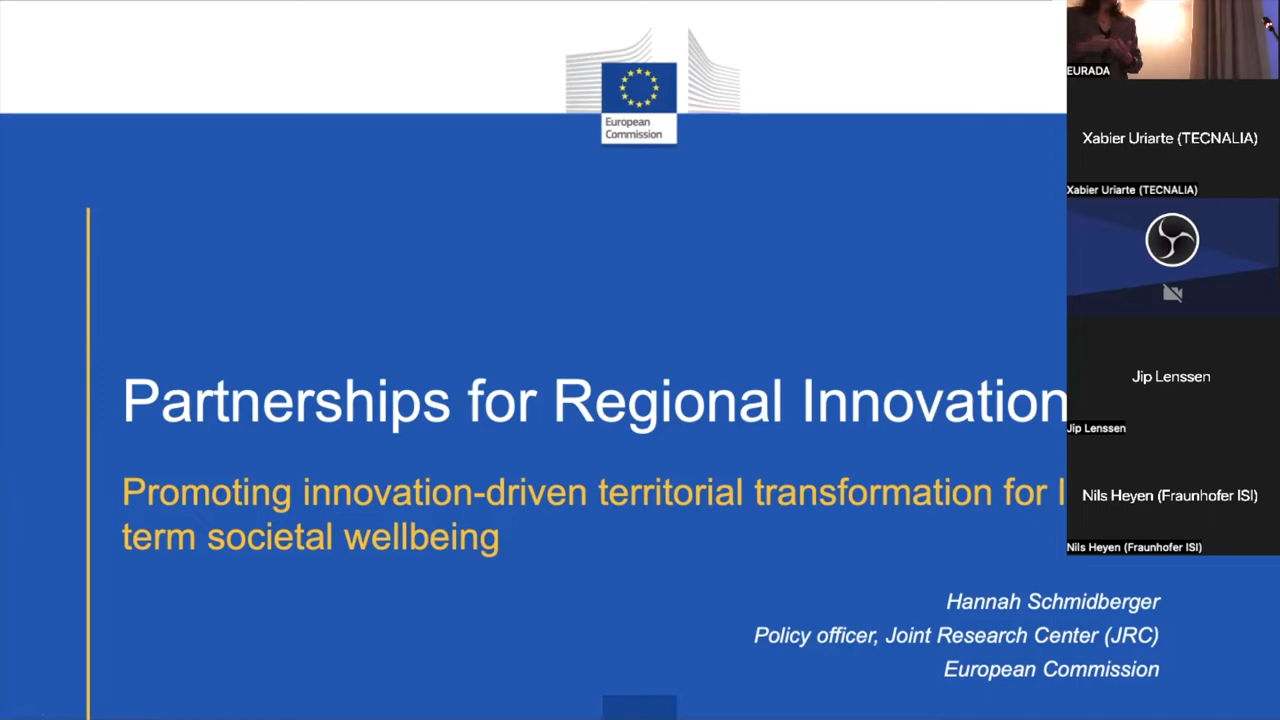 European
Commission
Partnerships for Regional Innovation
Promoting innovation-driven territorial transformation for
term societal wellbeing
Hannah Schmidberger
Policy officer, Joint Research Center (JRC)
European Commission
EURADA
Xabier Uriarte (TECNALIA)
Xabier Uriarte (TECNALIA)
Jip Lenssen
Jip Lenssen
Nils Heyen (Fraunhofer ISI)
Nils Heyen (Fraunhofer ISI)